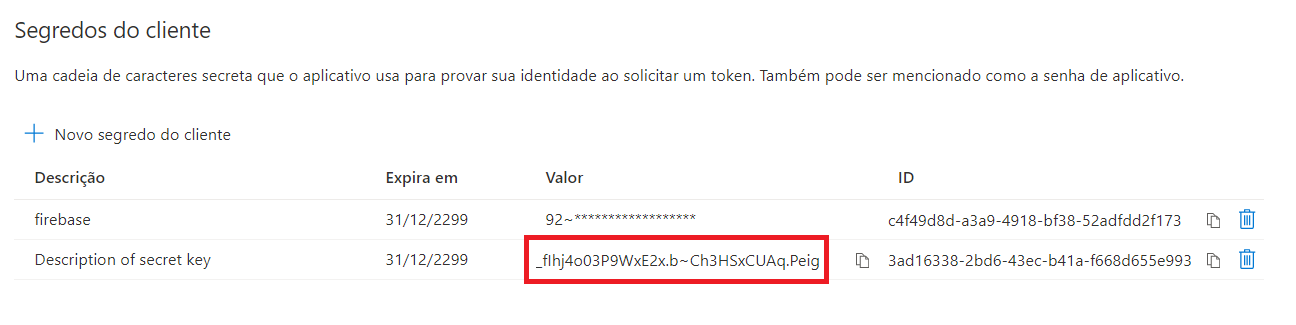 Segredos do cliente
Uma cadeia de caracteres secreta que o aplicativo usa para provar sua identidade ao solicitar um token. Também pode ser mencionado como a senha de aplicativo.
Novo segredo do cliente
Descrição Expira em Valor ID
firebase 31/12/2299 92~****************** c4f49d8d-a3a9-4918-bf38-52adfdd2f173
Description of secret key 31/12/2299 _fIhj4o03P9WxE2x.b~Ch3HSxCUAq.Peig 3ad16338-2bd6-43ec-b41a-f668d655e993